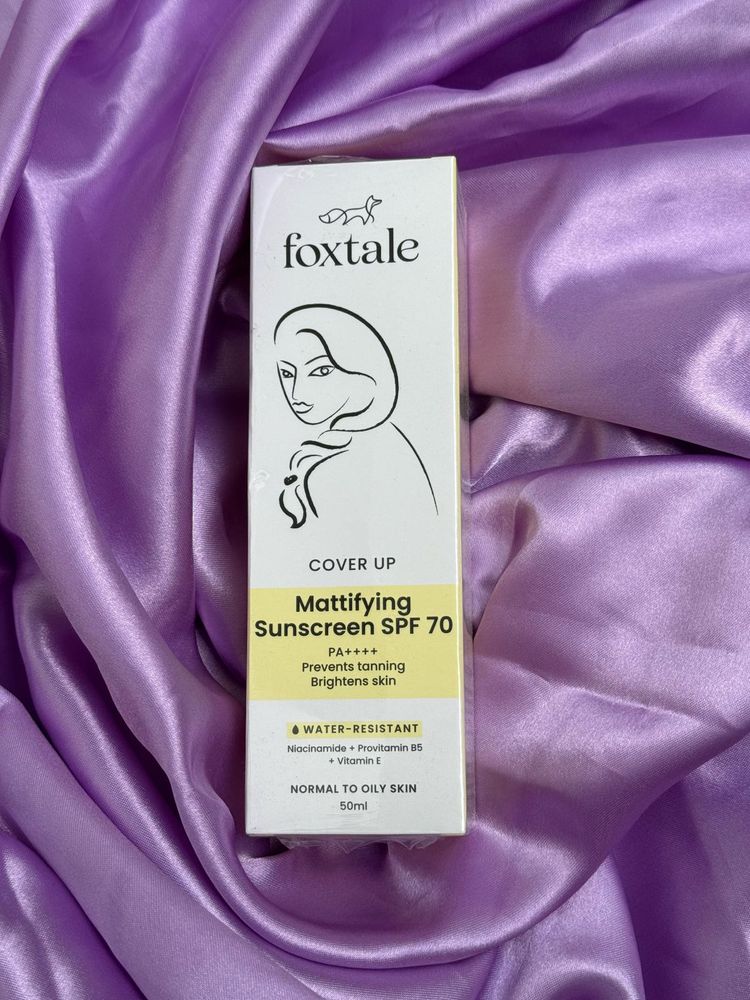 foxtale
COVER UP
Mattifying
Sunscreen SPF 70
PA++++
Prevents tanning
Brightens skin
WATER-RESISTANT
Niacinamide + Provitamin B5
+ Vitamin E
NORMAL TO OILY SKIN
50ml